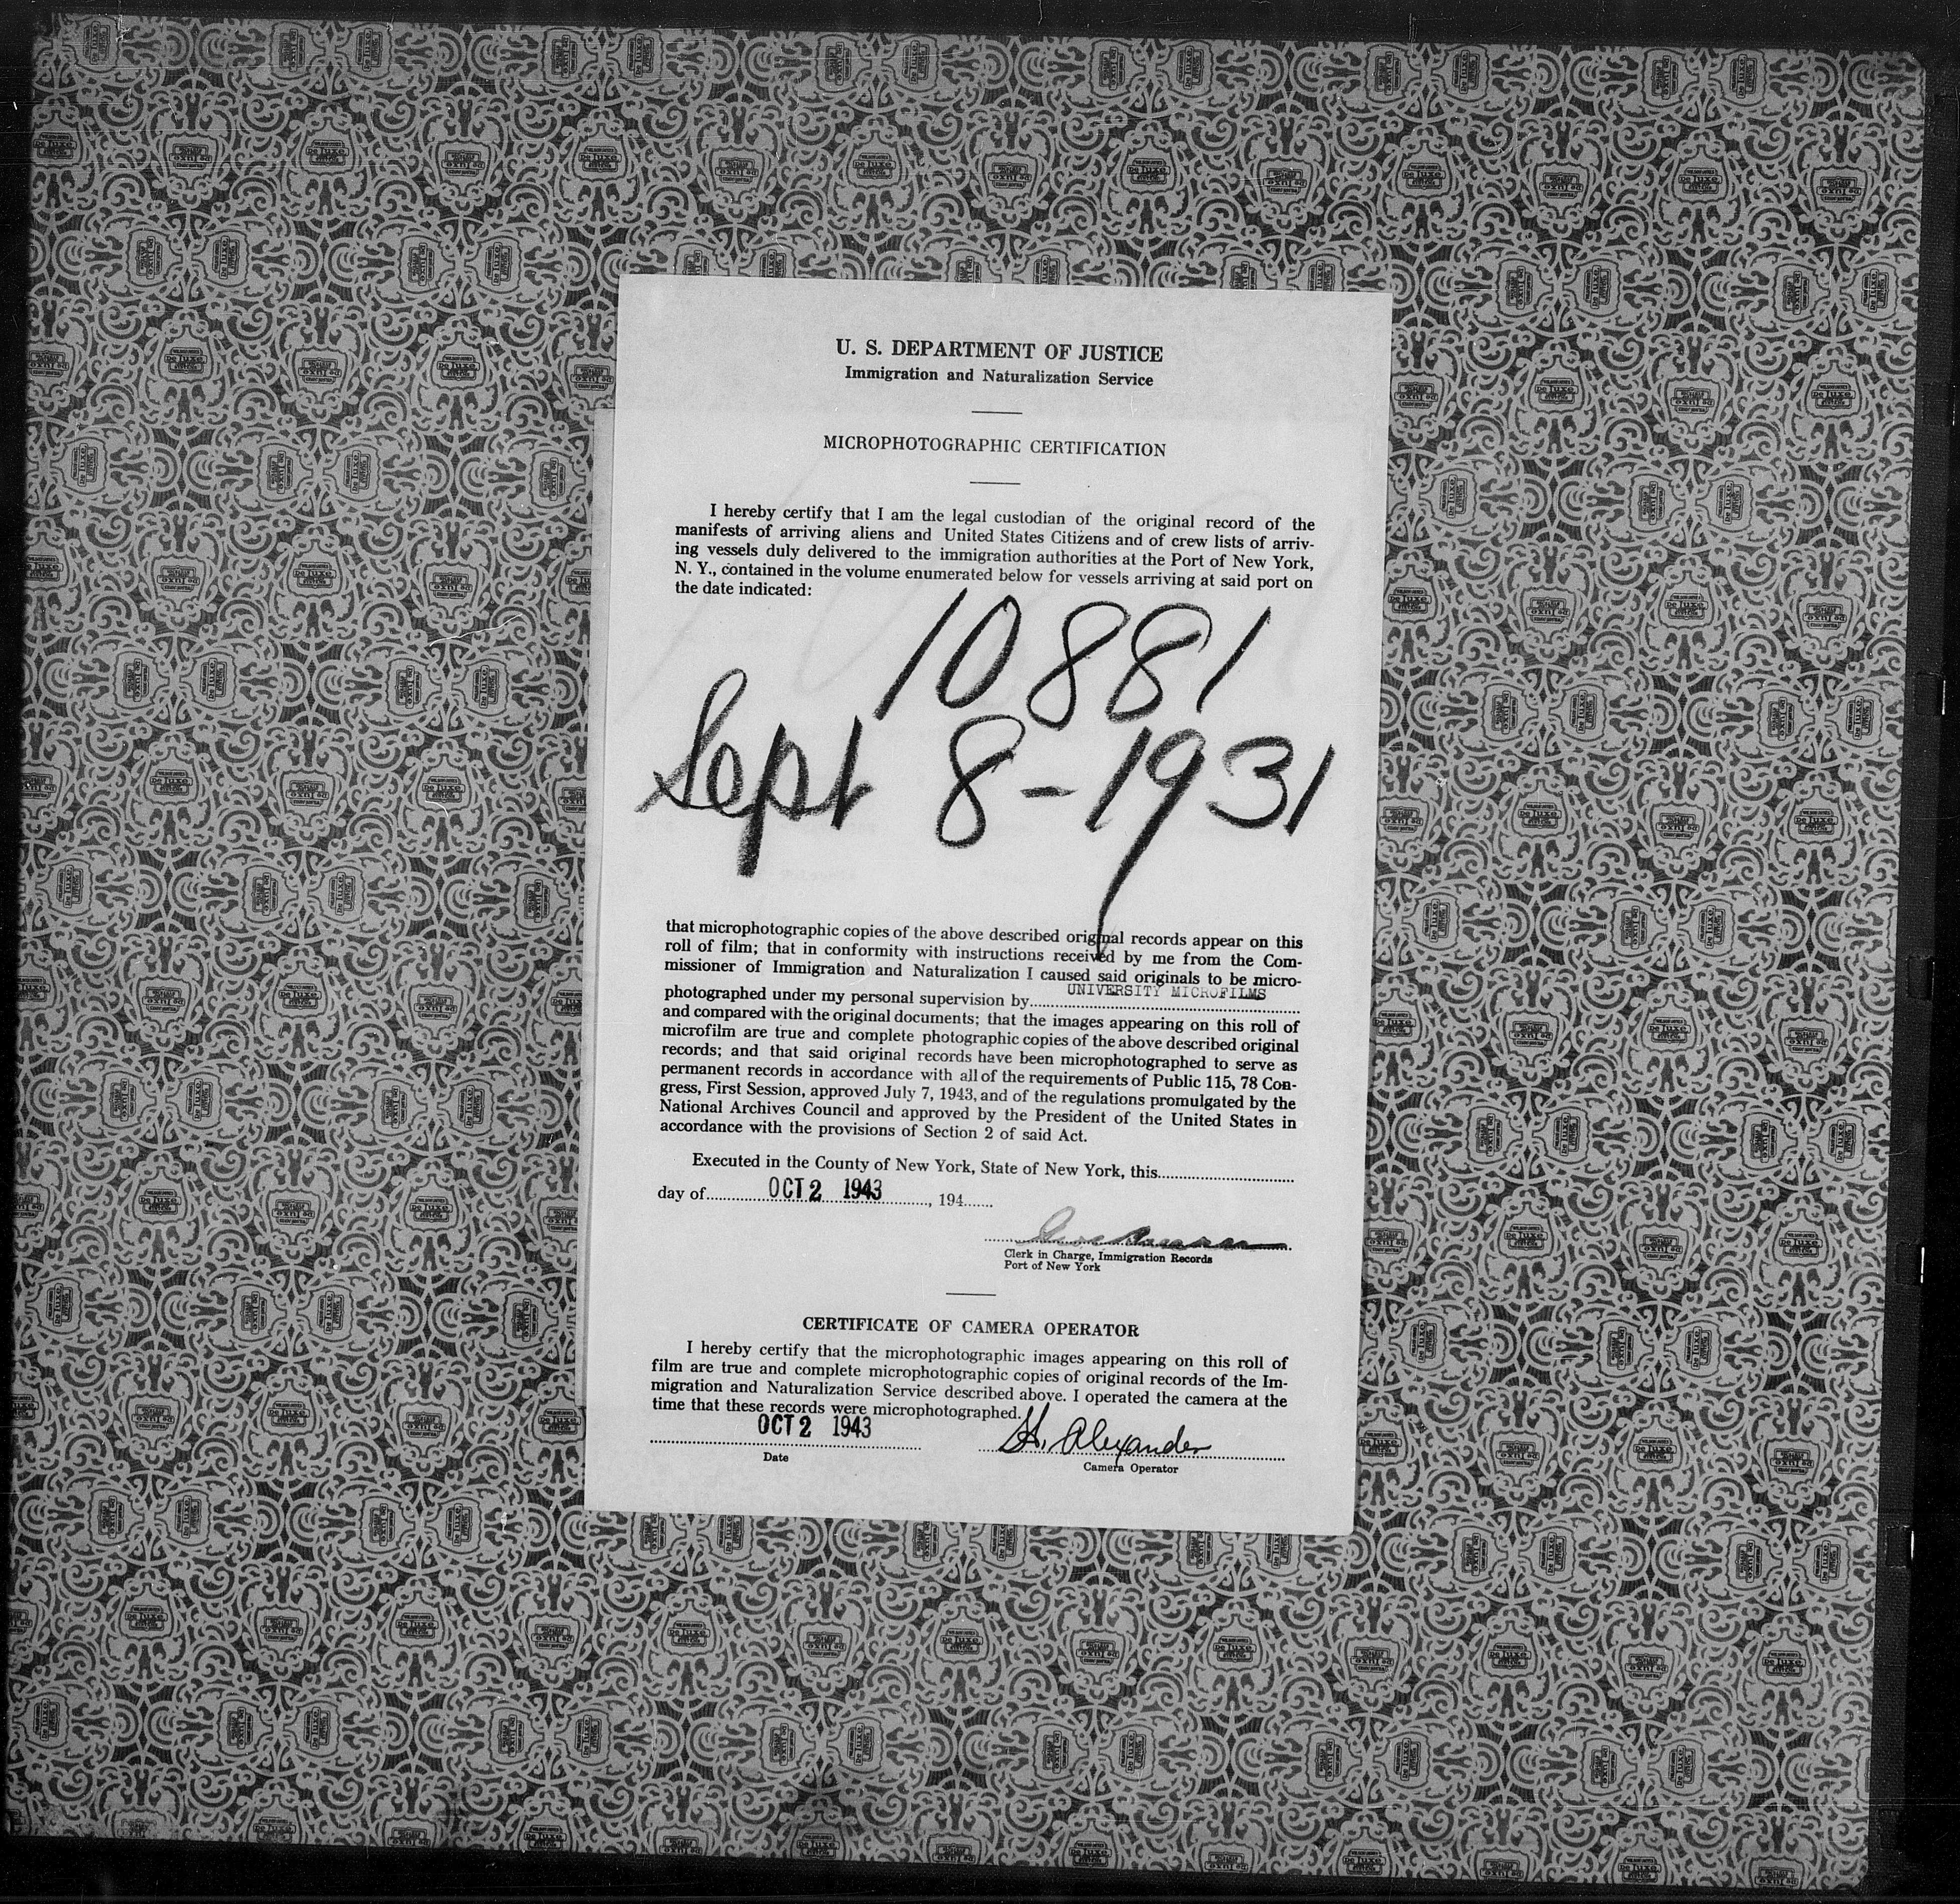 U. S. DEPARTMENT OF JUSTICE
Immigration and Naturalization Service
MICROPHOTOGRAPHIC CERTIFICATION
I hereby certify that I am the legal custodian of the original record of the
manifests of arriving aliens and United States Citizens and of crew lists of arriv-
ing vessels duly delivered to the immigration authorities at the Port of New York,
N. Y., contained in the volume enumerated below for vessels arriving at said port on
the date indicated:
10881
Sept 8-1931
that microphotographic copies of the above described original records appear on this
roll of film; that in conformity with instructions received by me from the Com-
missioner of Immigration and Naturalization I caused said originals to be micro-
photographed under my personal supervision by UNIVERSITY MICROFILMS
and compared with the original documents; that the images appearing on this roll of
microfilm are true and complete photographic copies of the above described original
records; and that said original records have been microphotographed to serve as
permanent records in accordance with all of the requirements of Public 115, 78 Con-
gress, First Session, approved July 7, 1943, and of the regulations promulgated by the
National Archives Council and approved by the President of the United States in
accordance with the provisions of Section 2 of said Act.
Executed in the County of New York, State of New York, this
day of OCT 2 1943, 194
Clerk in Charge, Immigration Records
Port of New York
CERTIFICATE OF CAMERA OPERATOR
I hereby certify that the microphotographic images appearing on this roll of
film are true and complete microphotographic copies of original records of the Im-
migration and Naturalization Service described above. I operated the camera at the
time that these records were microphotographed.
OCT 2 1943 H. Alexander
Date Camera Operator